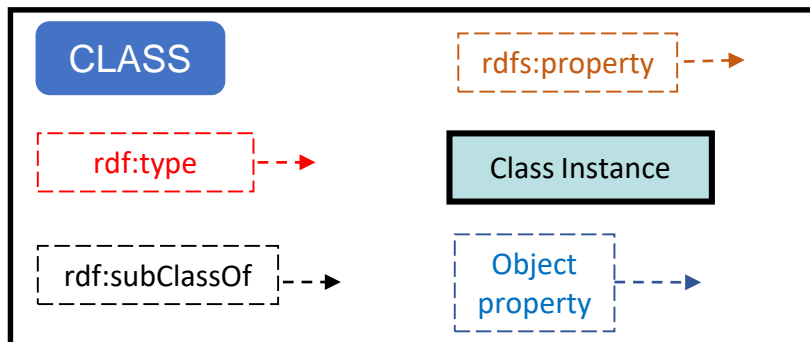 CLASS
rdfs:property
rdf:type
Class Instance
rdf:subClassOf
Object
property